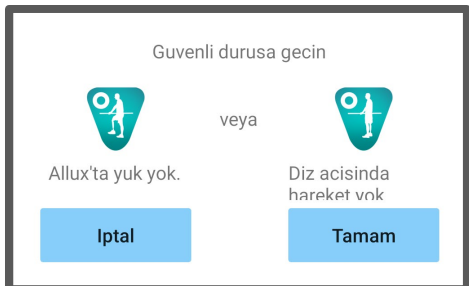 Guvenli durusa gecin
veya
Allux'ta yuk yok.
Diz acisinda
hareket yok
Iptal
Tamam